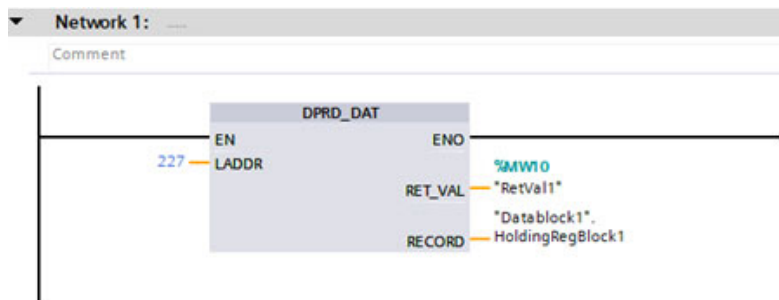 Network 1: .....
Comment
DPRD_DAT
EN ENO
227 LADDR
%MW10
RET_VAL "RetVal1"
"Datablock1".
RECORD HoldingRegBlock1